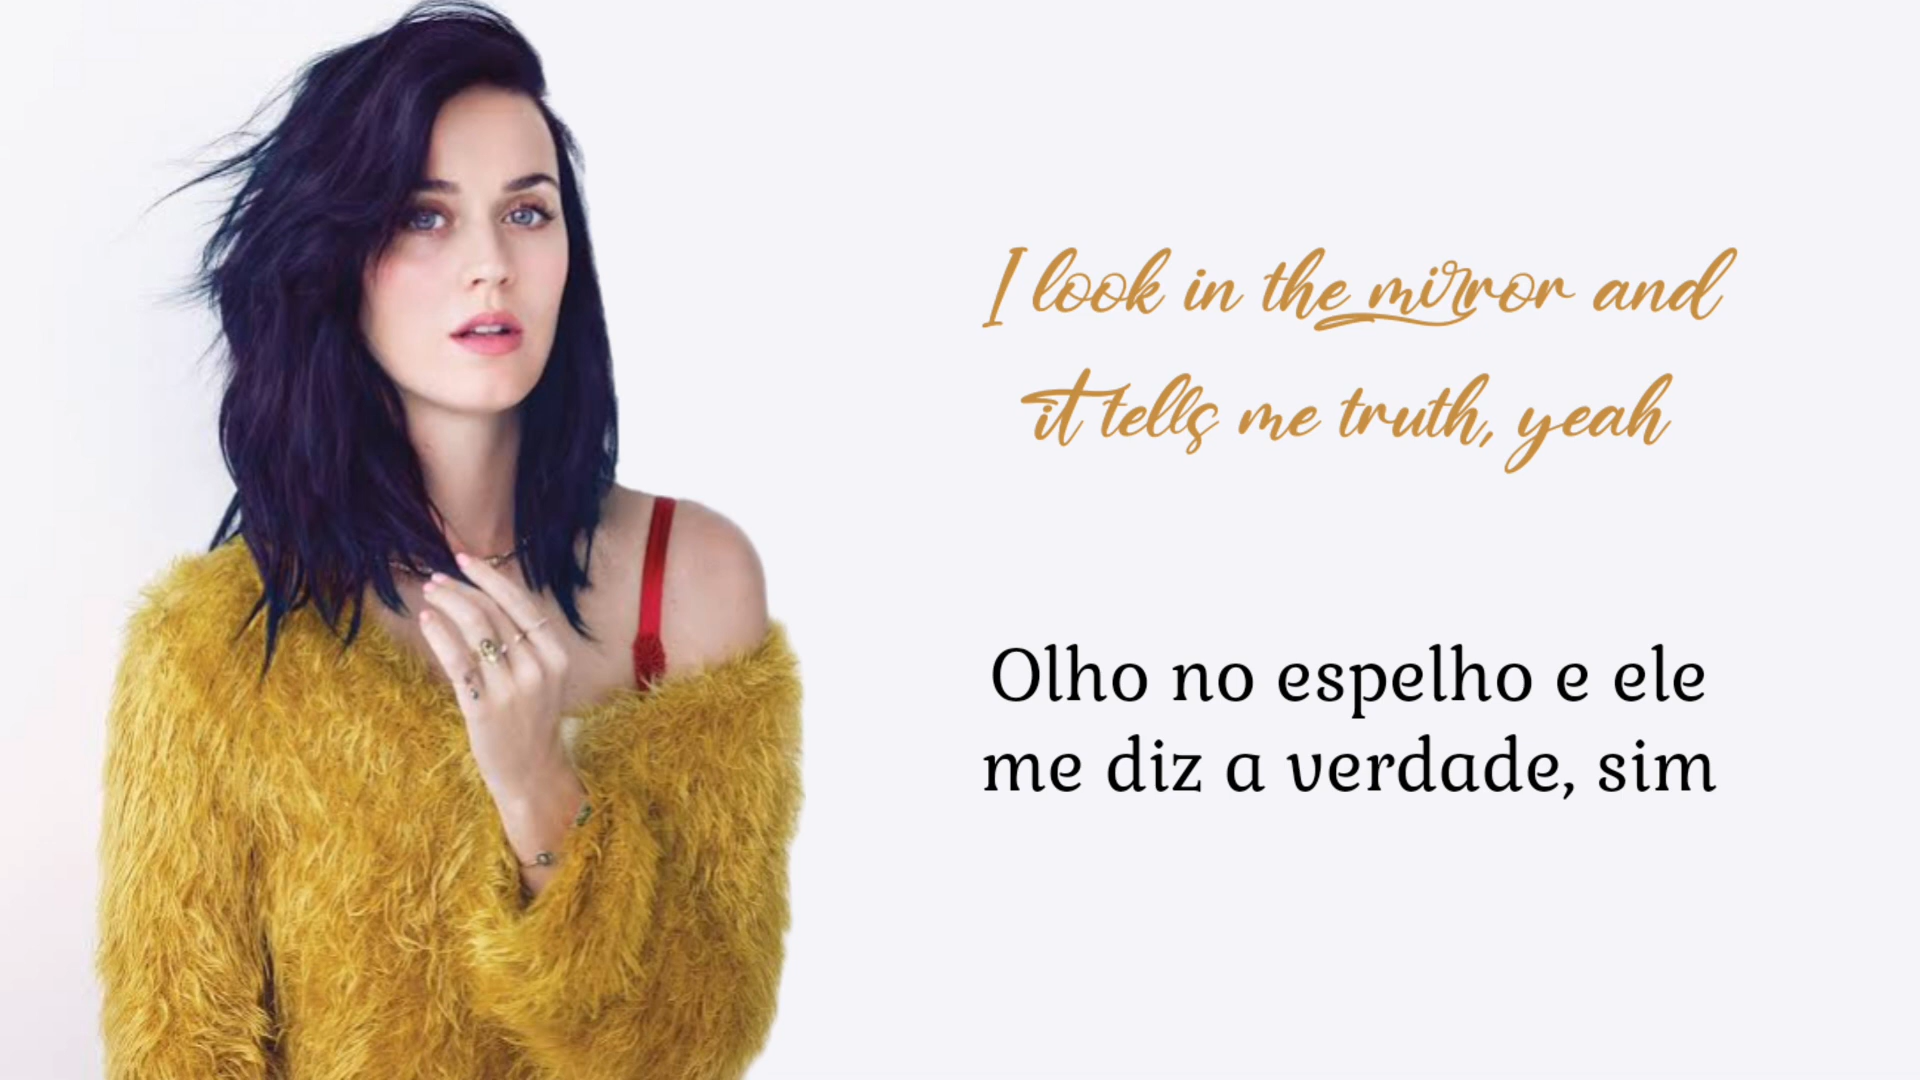 I look in the mirror and
it tells me truth, yeah
Olho no espelho e ele
me diz a verdade, sim